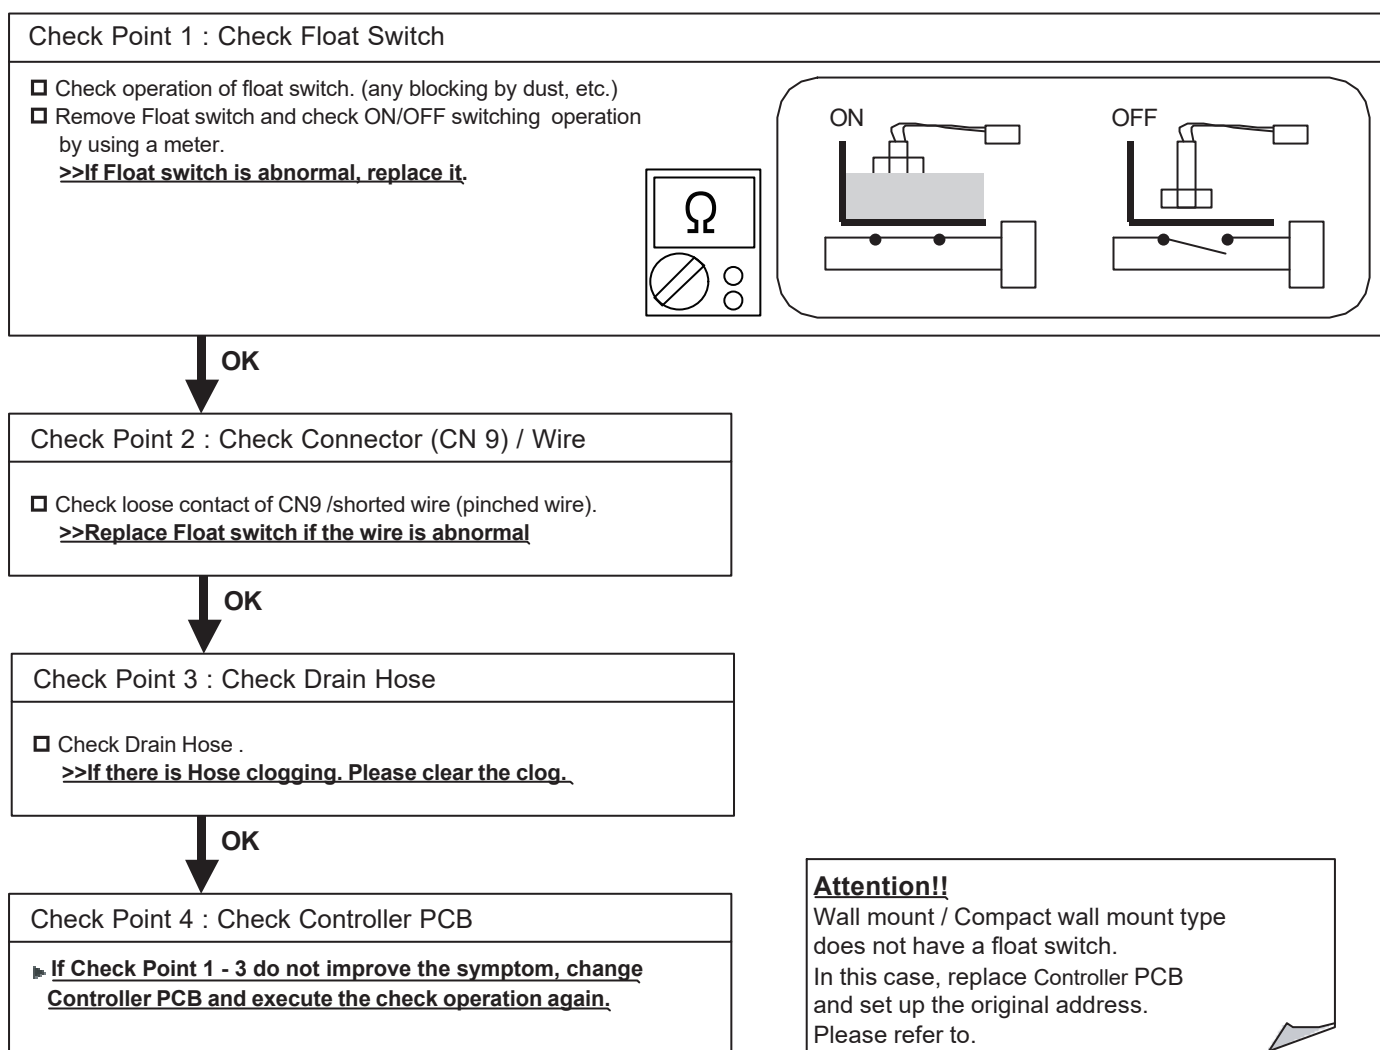 Check Point 1 : Check Float Switch
Check operation of float switch. (any blocking by dust, etc.)
Remove Float switch and check ON/OFF switching operation
by using a meter.
>>If Float switch is abnormal, replace it.
Ω
ON
OFF
OK
Check Point 2 : Check Connector (CN 9) / Wire
Check loose contact of CN9 /shorted wire (pinched wire).
>>Replace Float switch if the wire is abnormal
OK
Check Point 3 : Check Drain Hose
Check Drain Hose .
>>If there is Hose clogging. Please clear the clog.
OK
Check Point 4 : Check Controller PCB
If Check Point 1 - 3 do not improve the symptom, change
Controller PCB and execute the check operation again.
Attention!!
Wall mount / Compact wall mount type
does not have a float switch.
In this case, replace Controller PCB
and set up the original address.
Please refer to.